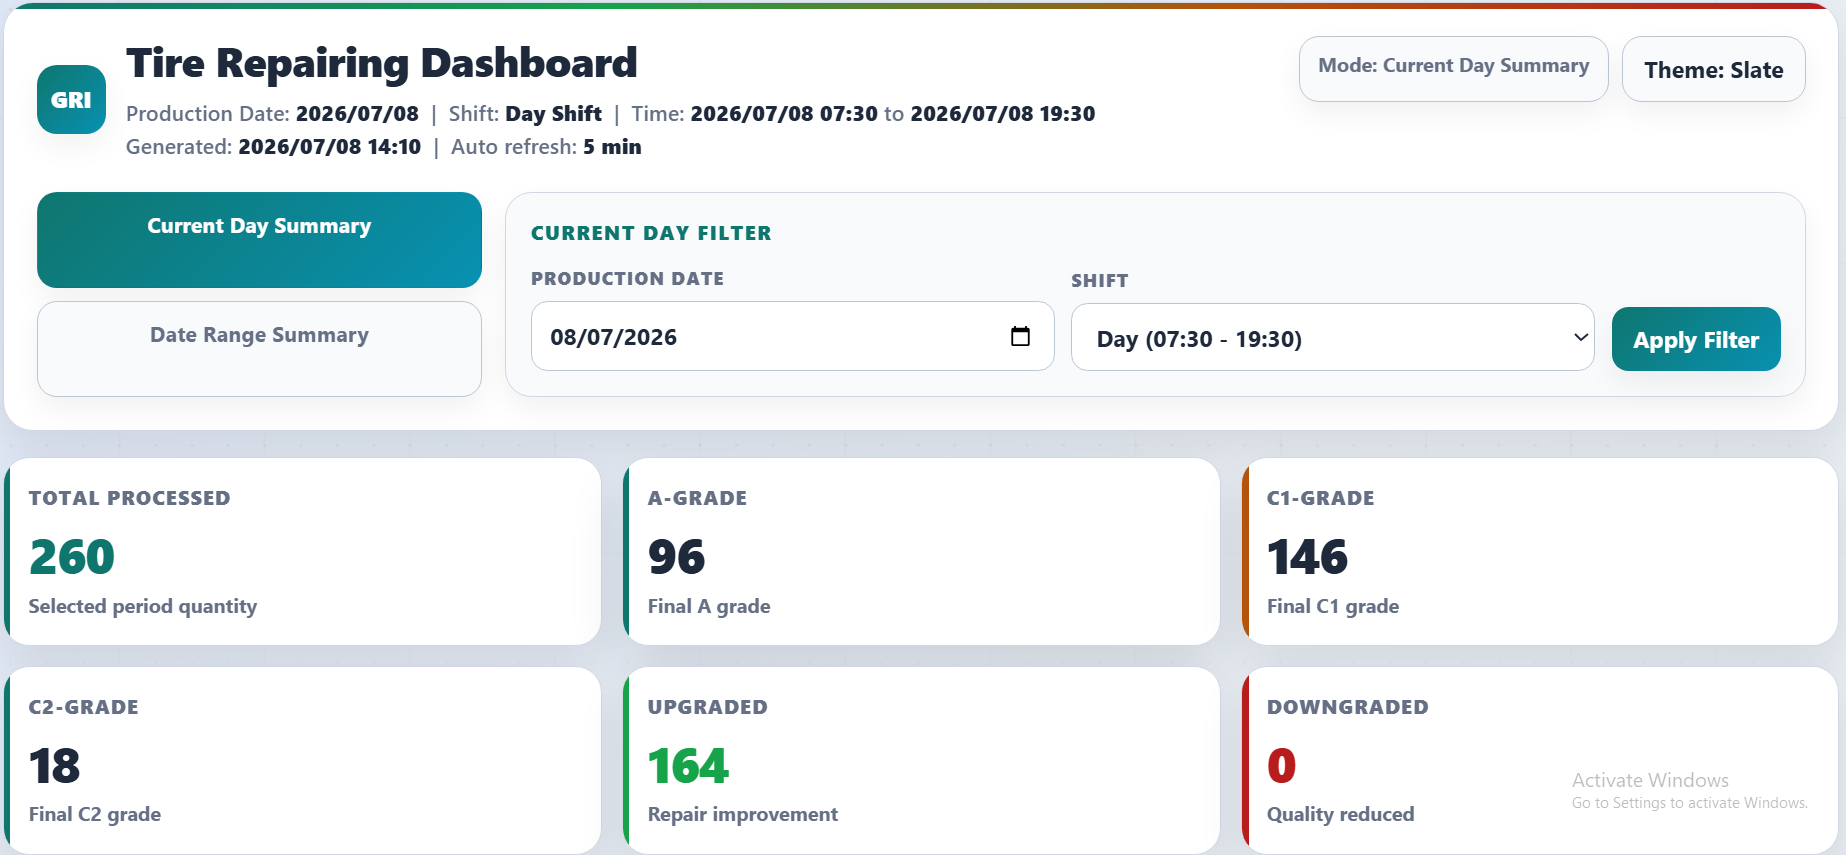 GRI
Tire Repairing Dashboard
Production Date: 2026/07/08 | Shift: Day Shift | Time: 2026/07/08 07:30 to 2026/07/08 19:30
Generated: 2026/07/08 14:10 | Auto refresh: 5 min
Mode: Current Day Summary
Theme: Slate
Current Day Summary
Date Range Summary
CURRENT DAY FILTER
PRODUCTION DATE
08/07/2026
SHIFT
Day (07:30 - 19:30)
Apply Filter
TOTAL PROCESSED
260
Selected period quantity
A-GRADE
96
Final A grade
C1-GRADE
146
Final C1 grade
C2-GRADE
18
Final C2 grade
UPGRADED
164
Repair improvement
DOWNGRADED
0
Quality reduced
Activate Windows
Go to Settings to activate Windows.